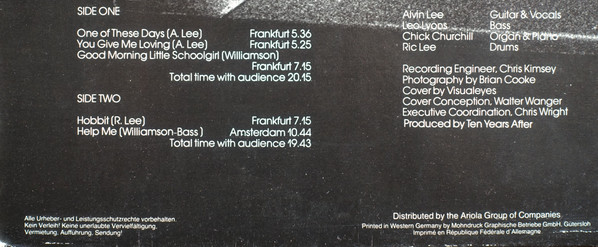 SIDE ONE
One of These Days (A. Lee) Frankfurt 5.36
You Give Me Loving (A. Lee) Frankfurt 5.25
Good Morning Little Schoolgirl (Williamson)
Frankfurt 7.15
Total time with audience 20.15
SIDE TWO
Hobbit (R. Lee) Frankfurt 7.15
Help Me (Williamson-Bass) Amsterdam 10.44
Total time with audience 19.43
Alvin Lee Guitar & Vocals
Leo Lyons Bass
Chick Churchill Organ & Piano
Ric Lee Drums
Recording Engineer, Chris Kimsey
Photography by Brian Cooke
Cover by Visualeyes
Cover Conception, Walter Wanger
Executive Coordination, Chris Wright
Produced by Ten Years After
Alle Urheber- und Leistungsschutzrechte vorbehalten.
Kein Verleih! Keine unerlaubte Vervielfältigung,
Vermietung, Aufführung, Sendung!
Distributed by the Ariola Group of Companies
Printed in Western Germany by Mohndruck Graphische Betriebe GmbH, Gütersloh
Imprimé en République Fédérale d'Allemagne